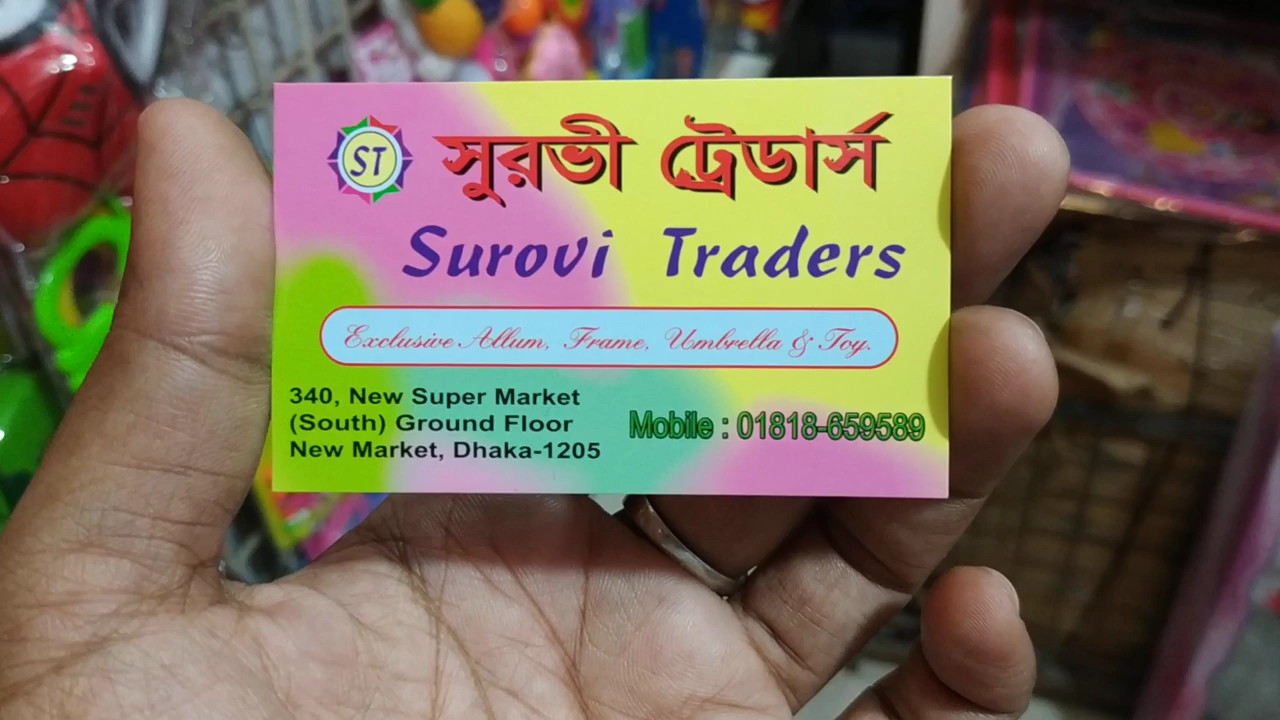 ST
সুরভী ট্রেডার্স
Surovi Traders
Exclusive Allum, Frame, Umbrella & Toy.
340, New Super Market
(South) Ground Floor
New Market, Dhaka-1205
Mobile : 01818-659589